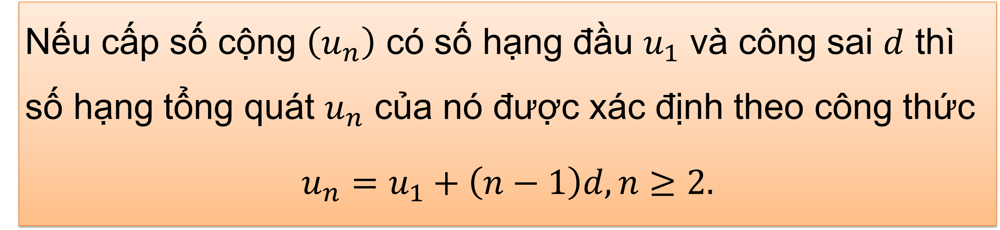 Nếu cấp số cộng (uₙ) có số hạng đầu u₁ và công sai d thì
số hạng tổng quát uₙ của nó được xác định theo công thức
uₙ = u₁ + (n − 1)d, n ≥ 2.